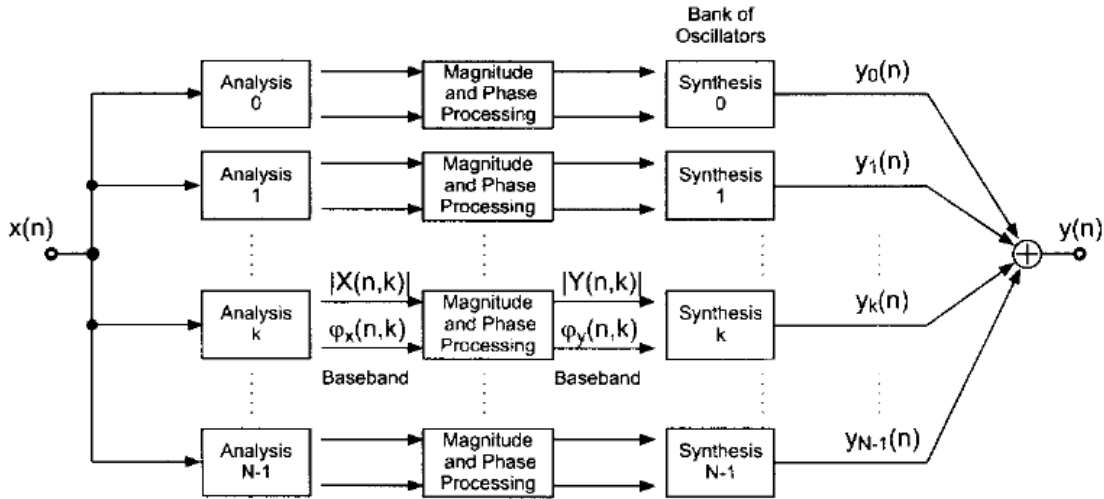 Bank of
Oscillators
Analysis
0
Magnitude
and Phase
Processing
Synthesis
0
y₀(n)
Analysis
1
Magnitude
and Phase
Processing
Synthesis
1
y₁(n)
x(n)
y(n)
|X(n,k)|
|Y(n,k)|
Analysis
k
φₓ(n,k)
Magnitude
and Phase
Processing
φᵧ(n,k)
Synthesis
k
yₖ(n)
Baseband
Baseband
Analysis
N-1
Magnitude
and Phase
Processing
Synthesis
N-1
y_{N-1}(n)